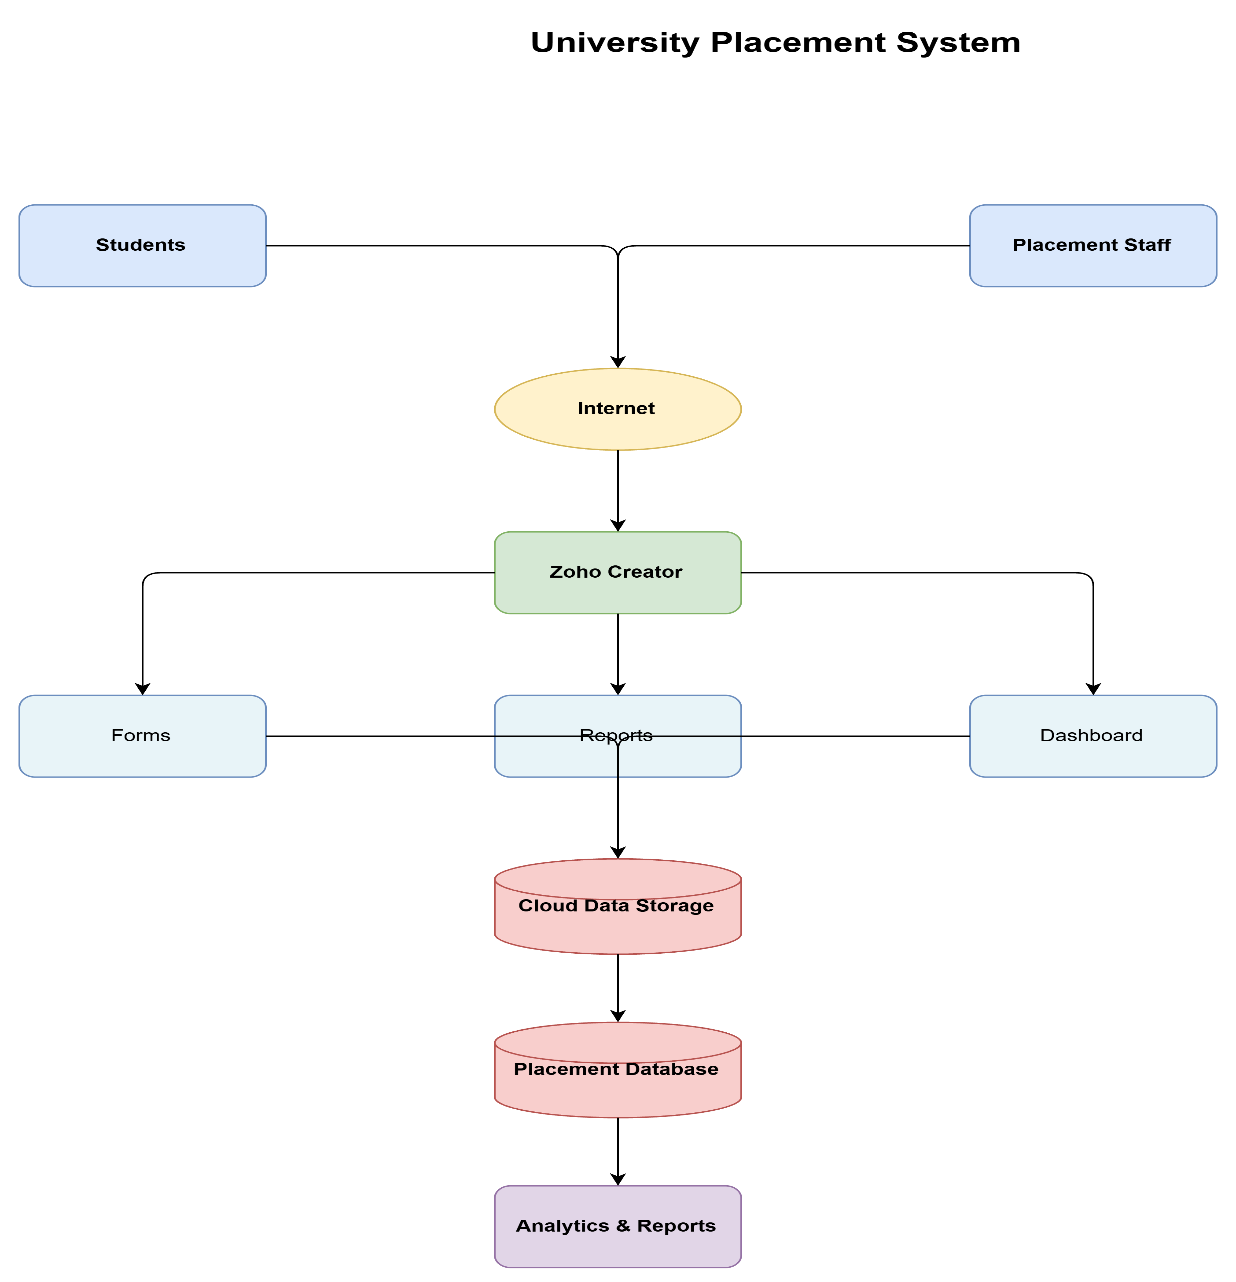 University Placement System
Students
Placement Staff
Internet
Zoho Creator
Forms
Reports
Dashboard
Cloud Data Storage
Placement Database
Analytics & Reports